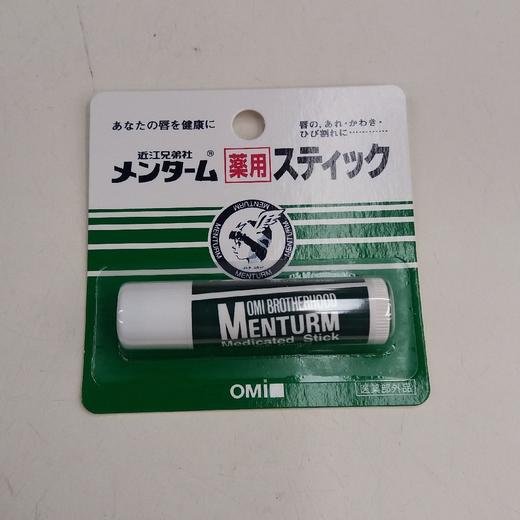 あなたの唇を健康に
唇の、あれ・かわき・
ひび割れに…………
近江兄弟社
メンターム®
薬用
スティック
MENTURM
MENTURM
MENTURM
MENTURM
OMI BROTHERHOOD
MENTURM
Medicated Stick
OMI
医薬部外品